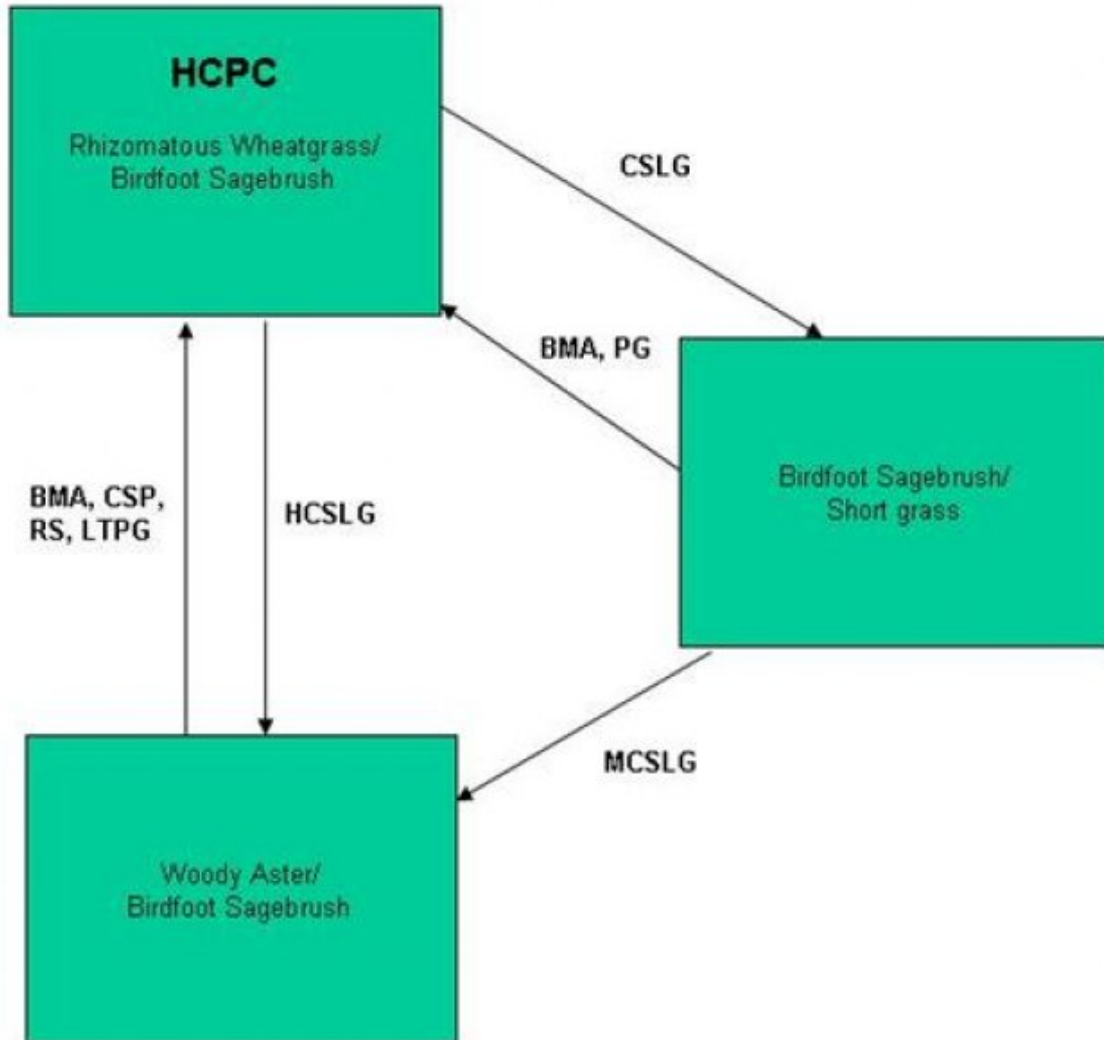 HCPC
Rhizomatous Wheatgrass/
Birdfoot Sagebrush
CSLG
BMA, PG
Birdfoot Sagebrush/
Short grass
BMA, CSP,
RS, LTPG
HCSLG
MCSLG
Woody Aster/
Birdfoot Sagebrush